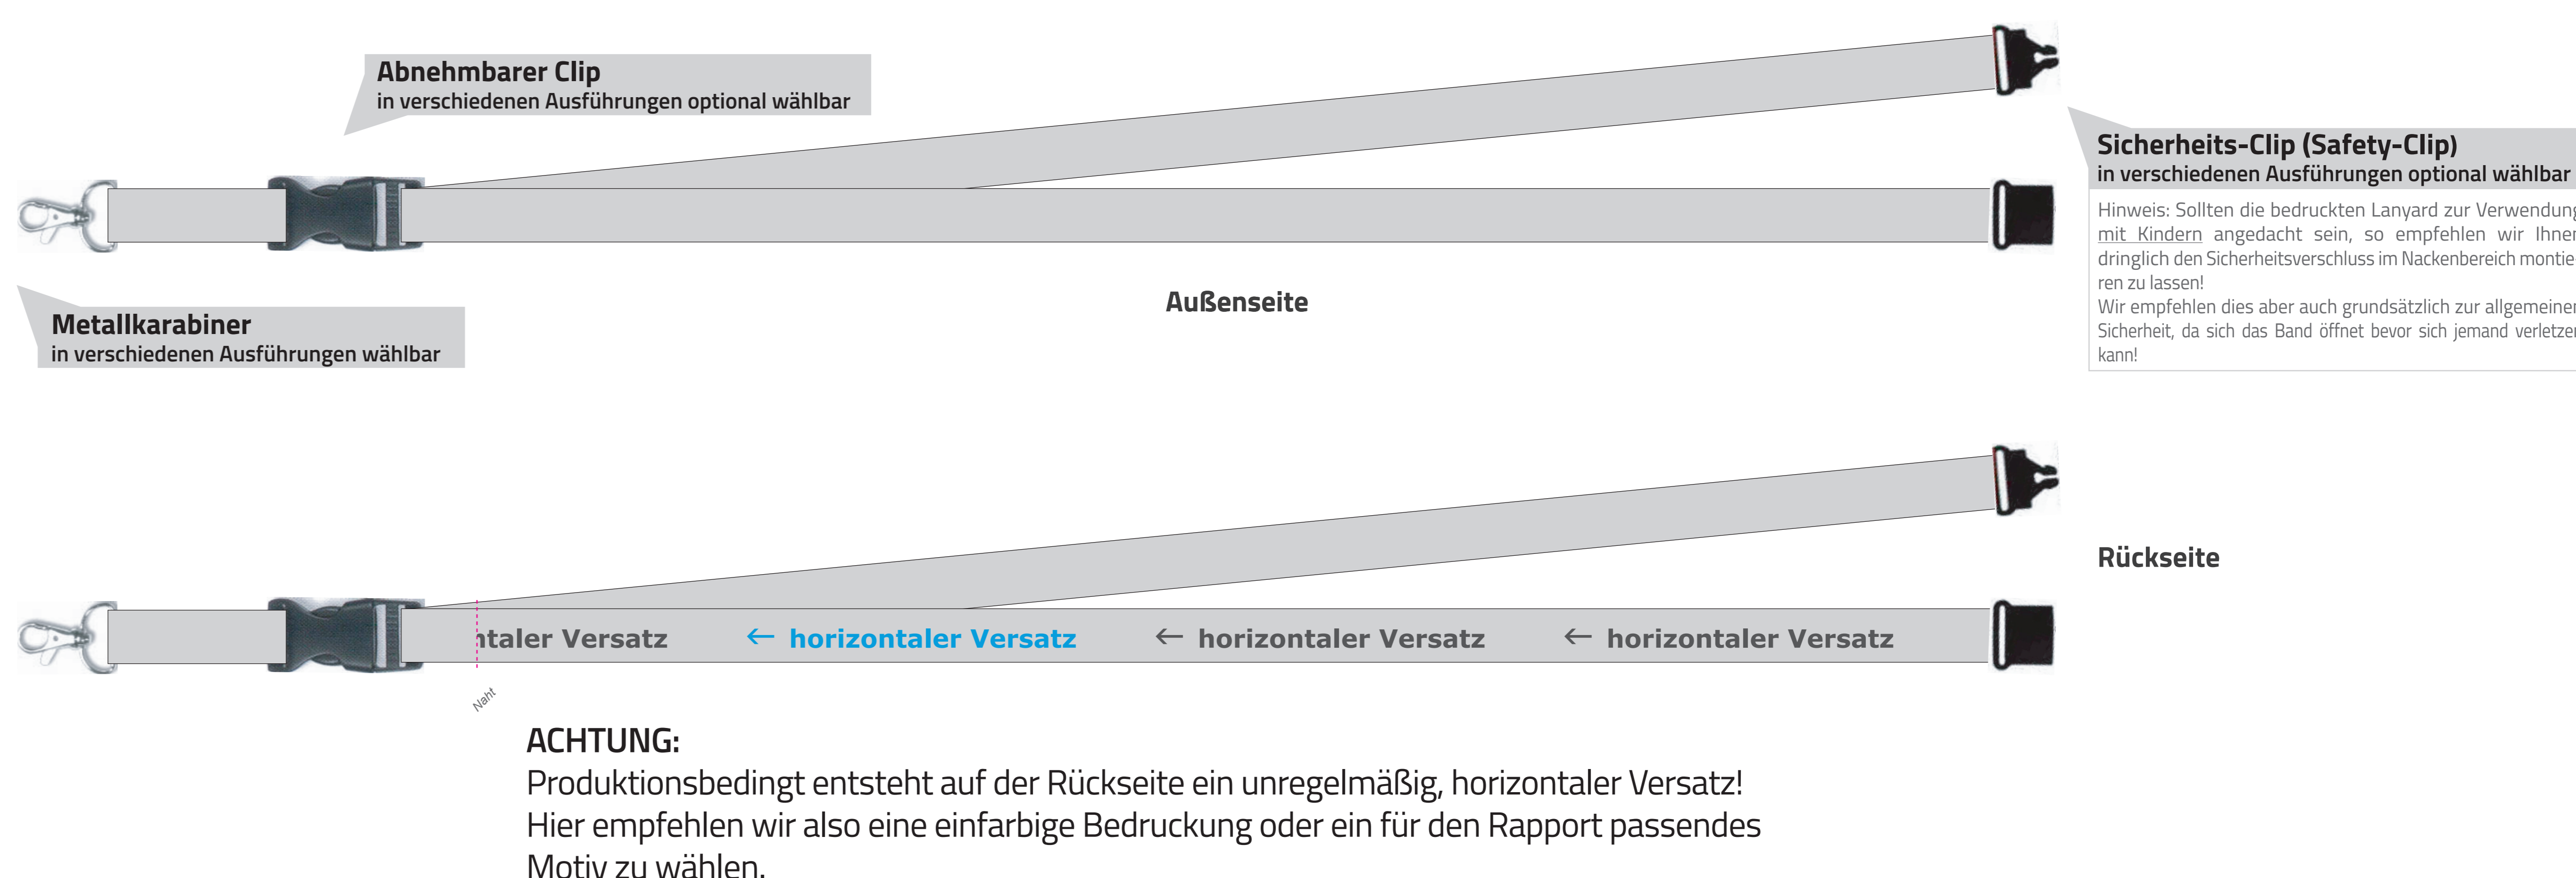 Abnehmbarer Clip
in verschiedenen Ausführungen optional wählbar
Sicherheits-Clip (Safety-Clip)
in verschiedenen Ausführungen optional wählbar
Hinweis: Sollten die bedruckten Lanyard zur Verwendung
mit Kindern angedacht sein, so empfehlen wir Ihnen
dringlich den Sicherheitsverschluss im Nackenbereich montie-
ren zu lassen!
Wir empfehlen dies aber auch grundsätzlich zur allgemeinen
Sicherheit, da sich das Band öffnet bevor sich jemand verletzen
kann!
Außenseite
Metallkarabiner
in verschiedenen Ausführungen wählbar
Rückseite
ntaler Versatz ← horizontaler Versatz ← horizontaler Versatz ← horizontaler Versatz
Naht
ACHTUNG:
Produktionsbedingt entsteht auf der Rückseite ein unregelmäßig, horizontaler Versatz!
Hier empfehlen wir also eine einfarbige Bedruckung oder ein für den Rapport passendes
Motiv zu wählen.